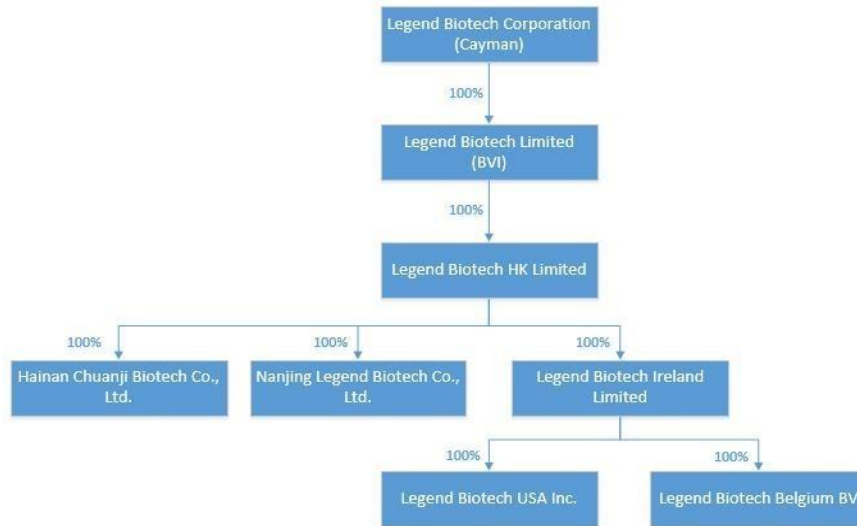 Legend Biotech Corporation
(Cayman)
100%
Legend Biotech Limited
(BVI)
100%
Legend Biotech HK Limited
100%
100%
100%
Hainan Chuanji Biotech Co.,
Ltd.
Nanjing Legend Biotech Co.,
Ltd.
Legend Biotech Ireland
Limited
100%
100%
Legend Biotech USA Inc.
Legend Biotech Belgium BV